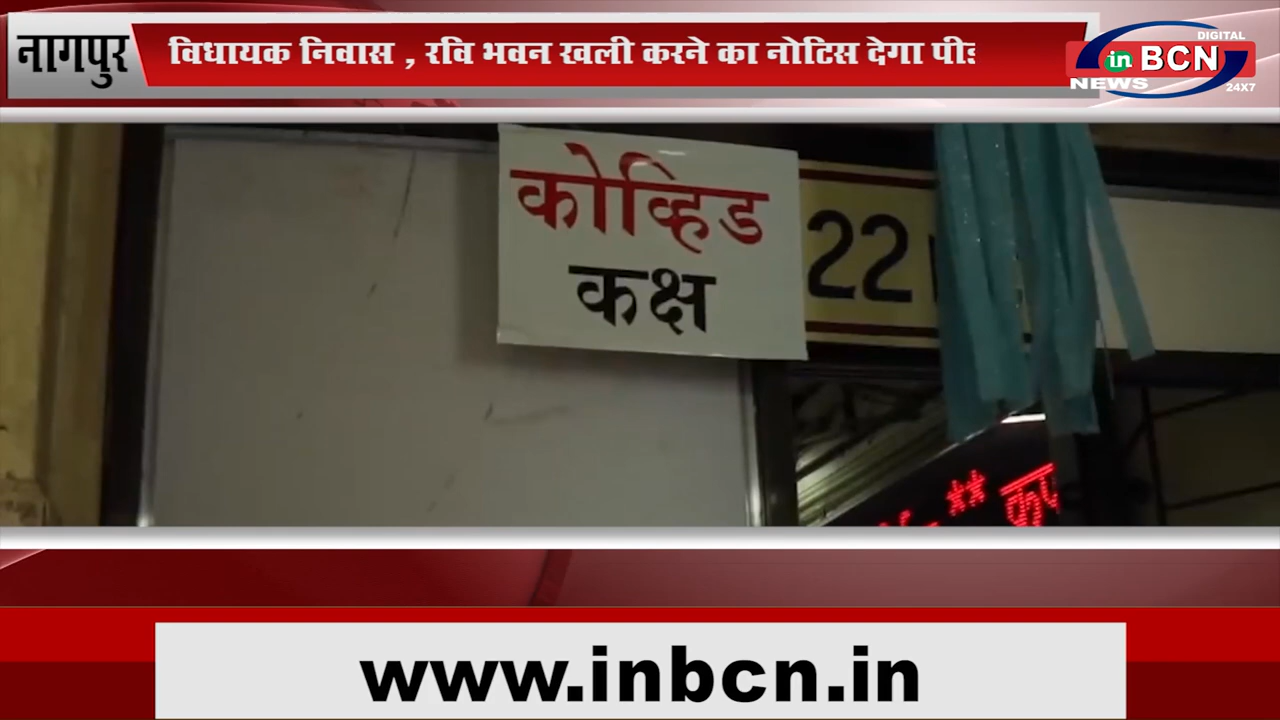 नागपुर
विधायक निवास , रवि भवन खली करने का नोटिस देगा
DIGITAL
in BCN
NEWS
24X7
कोव्हिड
कक्ष
22
**
www.inbcn.in